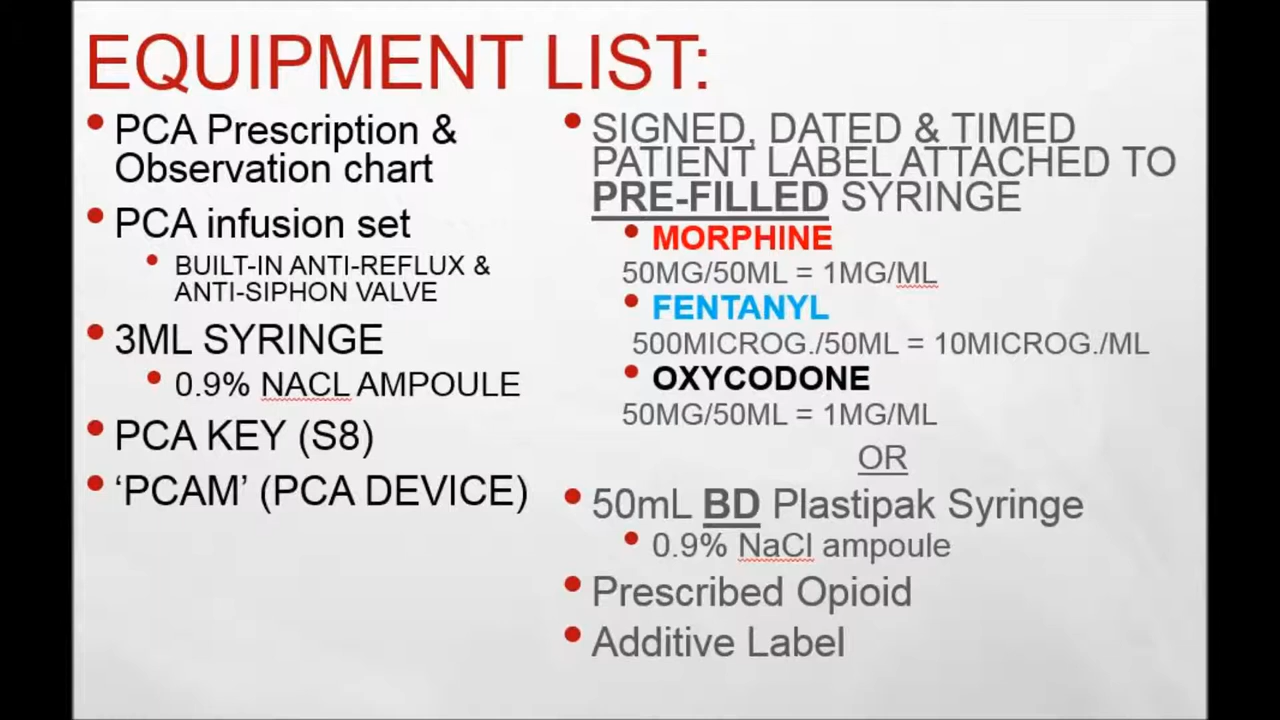 EQUIPMENT LIST:
• PCA Prescription &
Observation chart
• PCA infusion set
• BUILT-IN ANTI-REFLUX &
ANTI-SIPHON VALVE
• 3ML SYRINGE
• 0.9% NACL AMPOULE
• PCA KEY (S8)
• ‘PCAM’ (PCA DEVICE)
• SIGNED, DATED & TIMED
PATIENT LABEL ATTACHED TO
PRE-FILLED SYRINGE
• MORPHINE
50MG/50ML = 1MG/ML
• FENTANYL
500MICROG./50ML = 10MICROG./ML
• OXYCODONE
50MG/50ML = 1MG/ML
OR
• 50mL BD Plastipak Syringe
• 0.9% NaCl ampoule
• Prescribed Opioid
• Additive Label